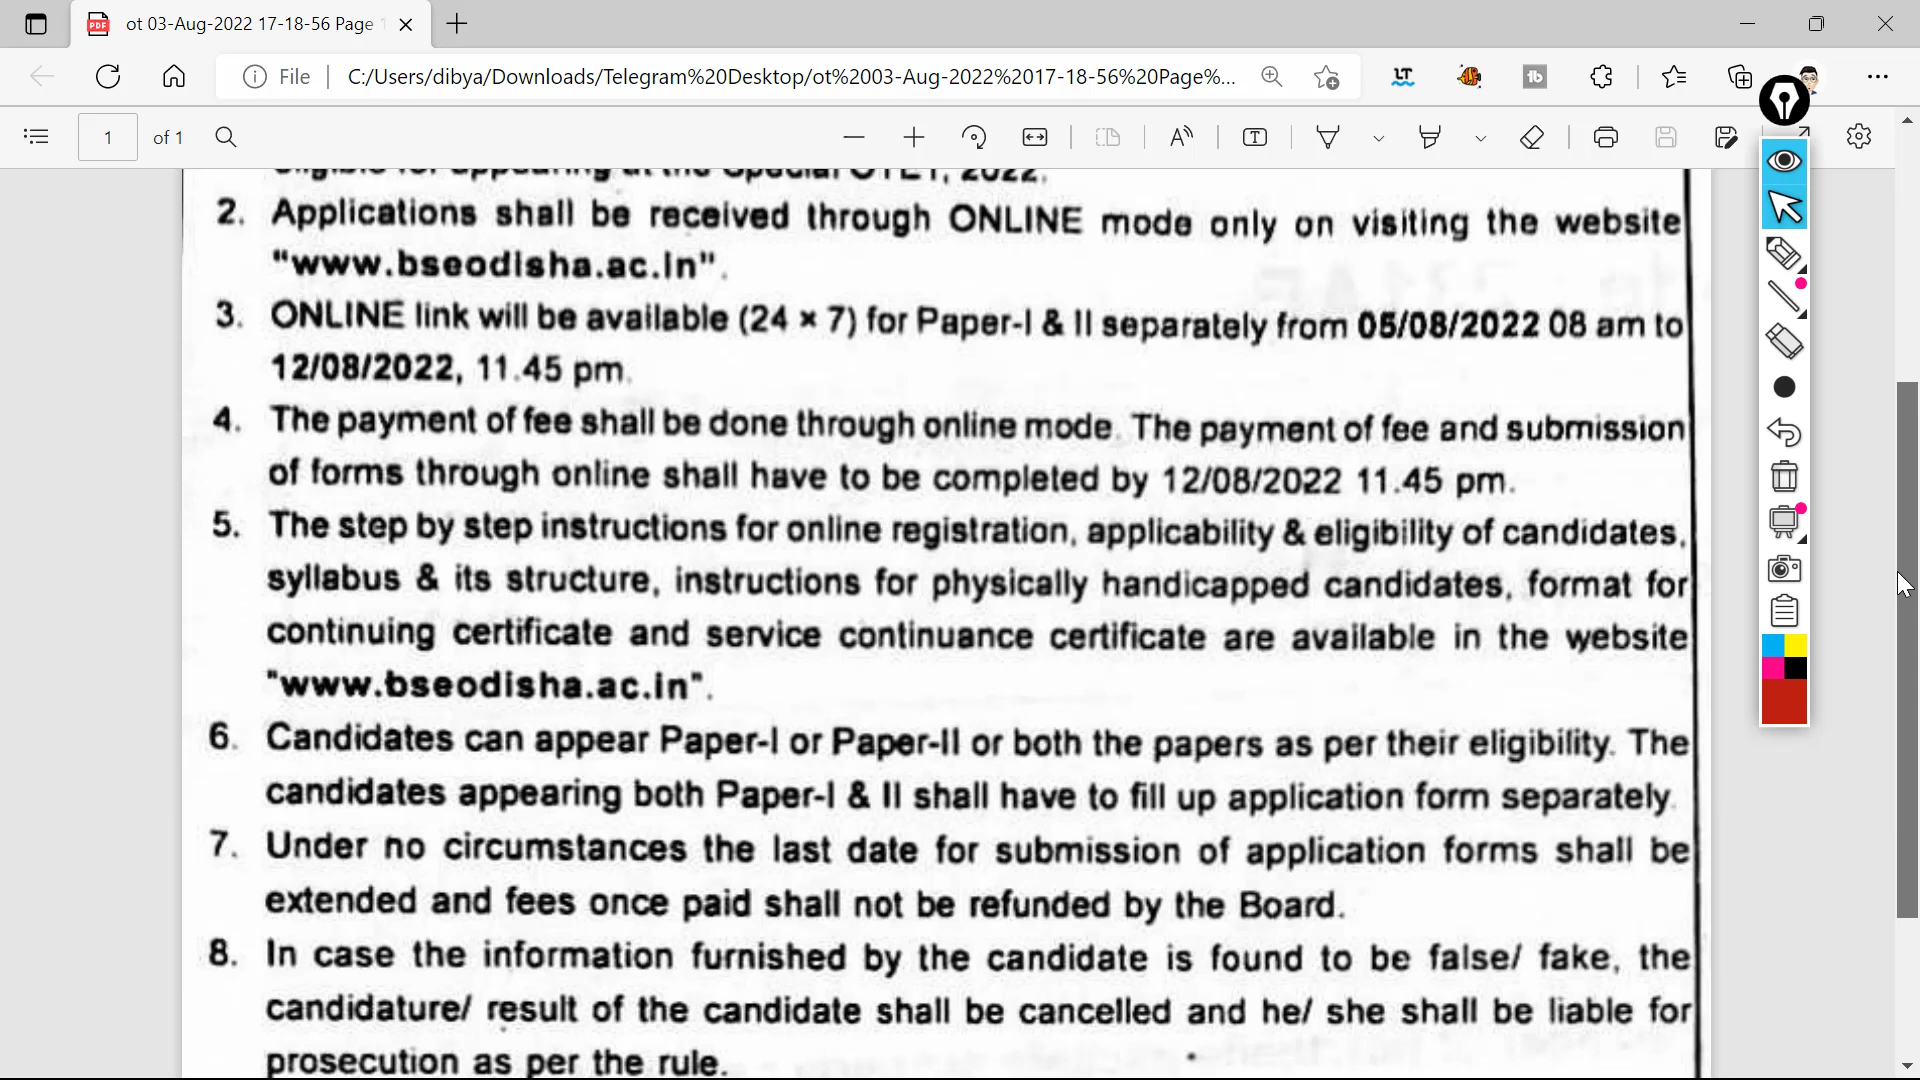 ot 03-Aug-2022 17-18-56 Page 1
File C:/Users/dibya/Downloads/Telegram%20Desktop/ot%2003-Aug-2022%2017-18-56%20Page%...
1 of 1
eligible for appearing at the Special OTET, 2022.
2. Applications shall be received through ONLINE mode only on visiting the website
"www.bseodisha.ac.in".
3. ONLINE link will be available (24 × 7) for Paper-I & II separately from 05/08/2022 08 am to
12/08/2022, 11.45 pm.
4. The payment of fee shall be done through online mode. The payment of fee and submission
of forms through online shall have to be completed by 12/08/2022 11.45 pm.
5. The step by step instructions for online registration, applicability & eligibility of candidates,
syllabus & its structure, instructions for physically handicapped candidates, format for
continuing certificate and service continuance certificate are available in the website
"www.bseodisha.ac.in".
6. Candidates can appear Paper-I or Paper-II or both the papers as per their eligibility. The
candidates appearing both Paper-I & II shall have to fill up application form separately.
7. Under no circumstances the last date for submission of application forms shall be
extended and fees once paid shall not be refunded by the Board.
8. In case the information furnished by the candidate is found to be false/ fake, the
candidature/ result of the candidate shall be cancelled and he/ she shall be liable for
prosecution as per the rule.